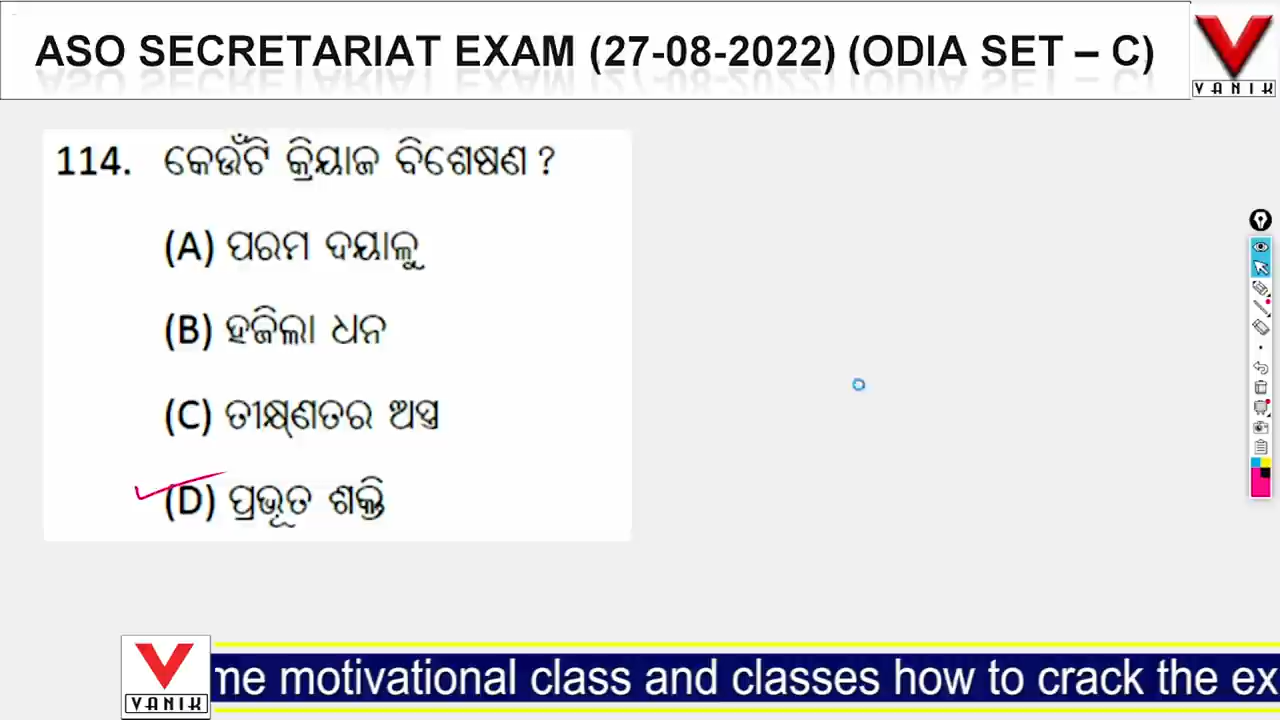 ASO SECRETARIAT EXAM (27-08-2022) (ODIA SET – C)
VANIK
114. କେଉଁଟି କ୍ରିୟାଜ ବିଶେଷଣ ?
(A) ପରମ ଦୟାଳୁ
(B) ହଜିଲା ଧନ
(C) ତୀକ୍ଷ୍ଣତର ଅସ୍ତ୍ର
(D) ପ୍ରଭୂତ ଶକ୍ତି
me motivational class and classes how to crack the ex
VANIK